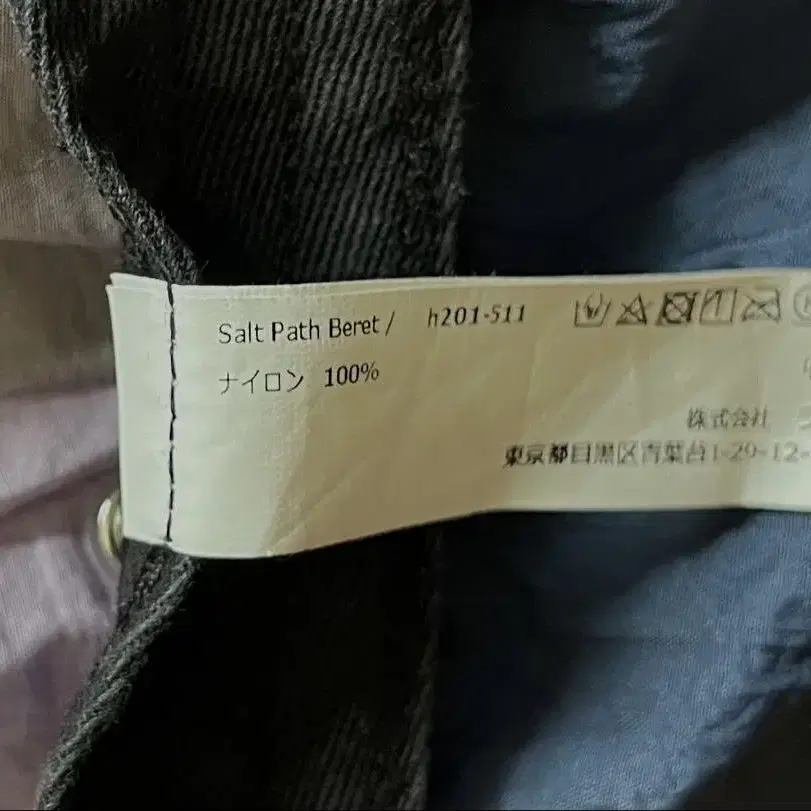 Salt Path Beret / h201-511
ナイロン 100%
株式会社
東京都目黒区青葉台1-29-12-